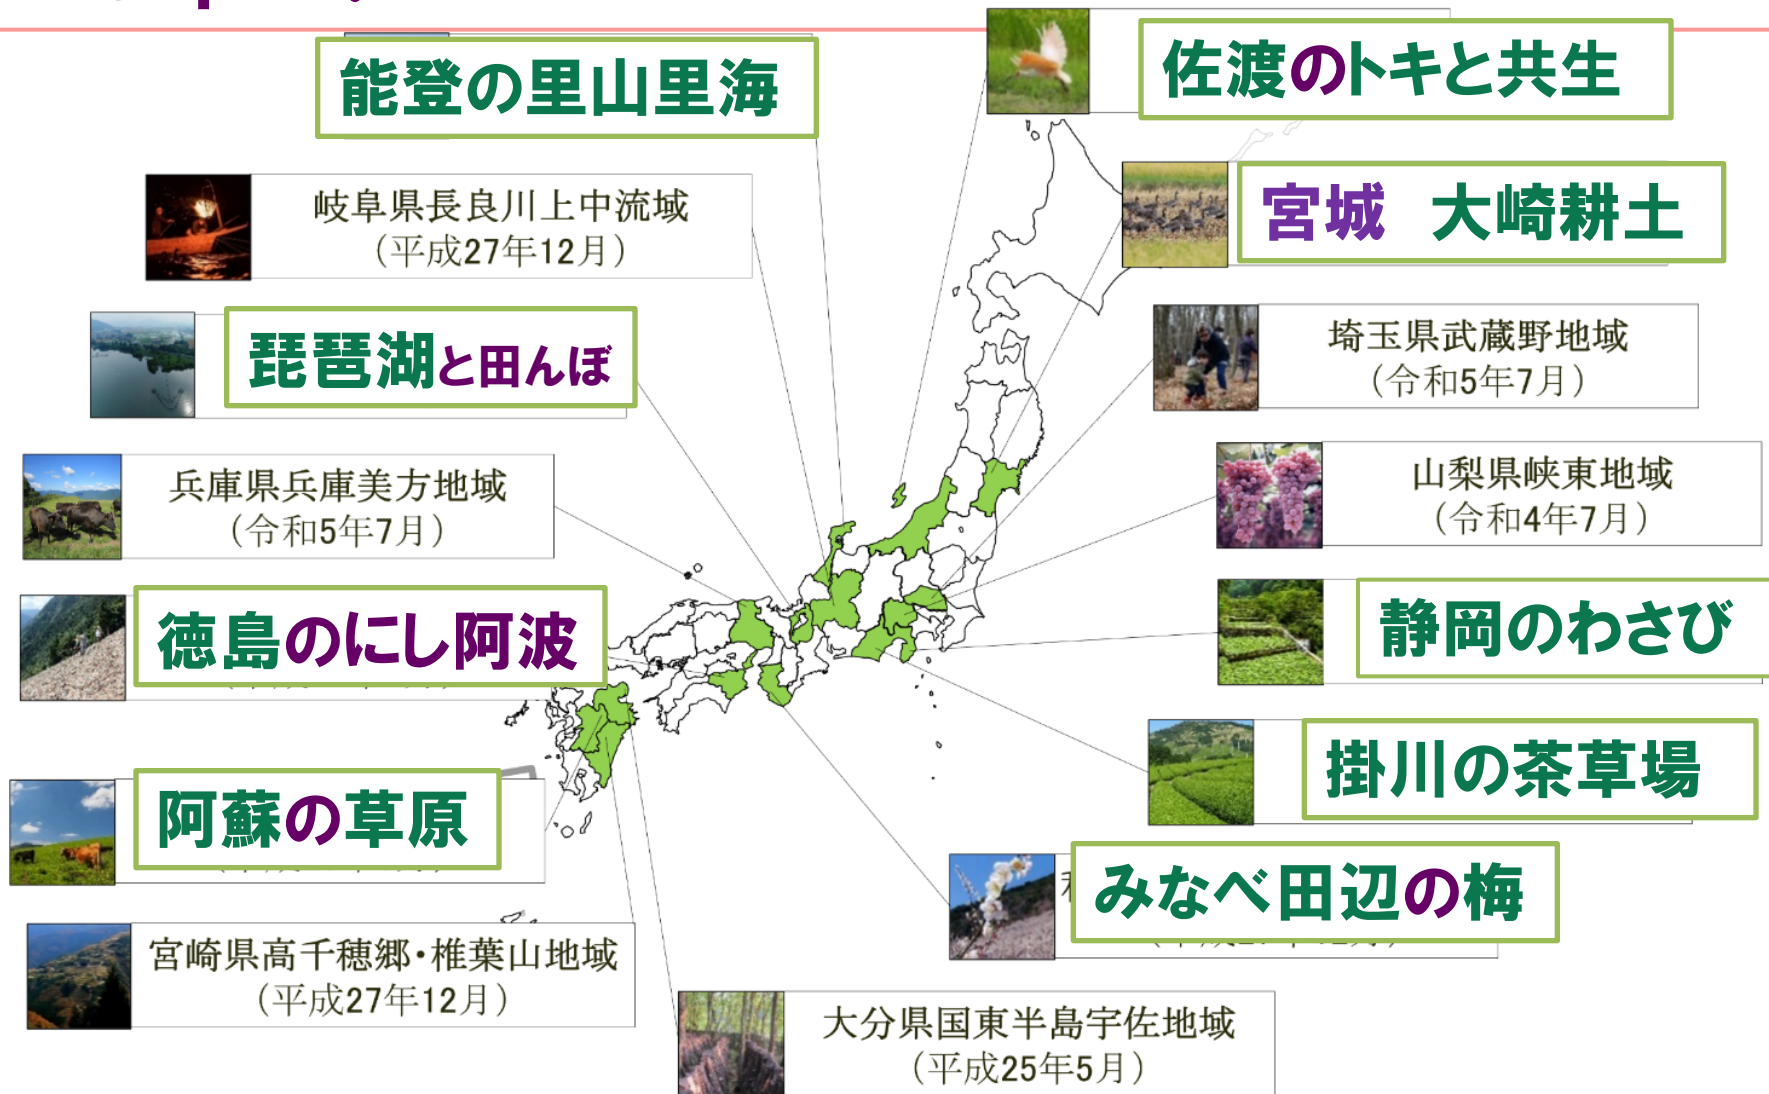 能登の里山里海
佐渡のトキと共生
岐阜県長良川上中流域
(平成27年12月)
宮城　大崎耕土
琵琶湖と田んぼ
埼玉県武蔵野地域
(令和5年7月)
兵庫県兵庫美方地域
(令和5年7月)
山梨県峡東地域
(令和4年7月)
徳島のにし阿波
静岡のわさび
掛川の茶草場
阿蘇の草原
みなべ田辺の梅
宮崎県高千穂郷・椎葉山地域
(平成27年12月)
大分県国東半島宇佐地域
(平成25年5月)